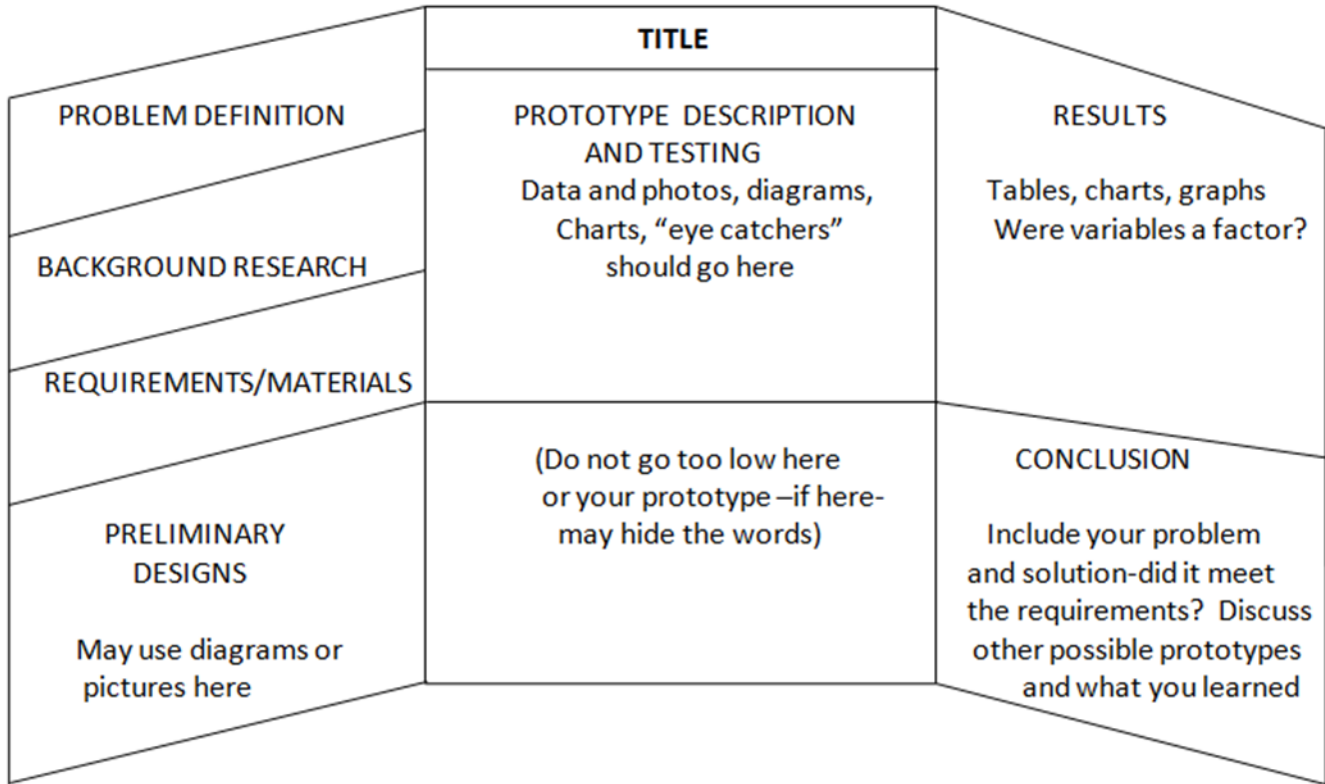 TITLE
PROBLEM DEFINITION
BACKGROUND RESEARCH
REQUIREMENTS/MATERIALS
PRELIMINARY
DESIGNS
May use diagrams or
pictures here
PROTOTYPE DESCRIPTION
AND TESTING
Data and photos, diagrams,
Charts, “eye catchers”
should go here
(Do not go too low here
or your prototype –if here-
may hide the words)
RESULTS
Tables, charts, graphs
Were variables a factor?
CONCLUSION
Include your problem
and solution-did it meet
the requirements? Discuss
other possible prototypes
and what you learned